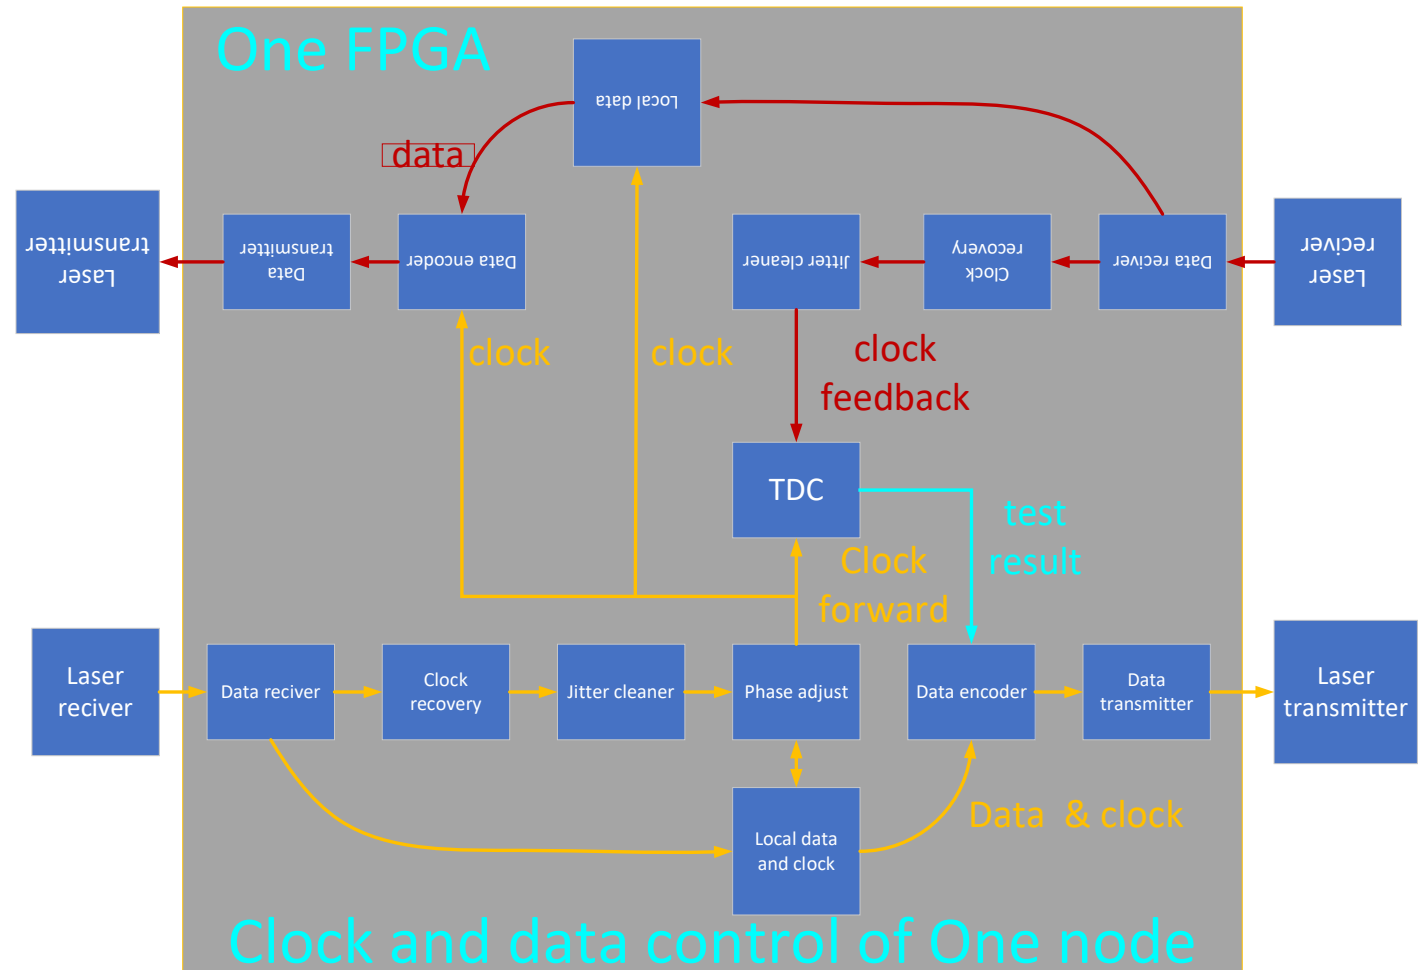 One FPGA
Local data
data
Laser
transmitter
Data
transmitter
Data encoder
Jitter cleaner
Clock
recovery
Data reciver
Laser
reciver
clock
clock
clock
feedback
TDC
test
result
Clock
forward
Laser
reciver
Data reciver
Clock
recovery
Jitter cleaner
Phase adjust
Data encoder
Data
transmitter
Laser
transmitter
Local data
and clock
Data & clock
Clock and data control of One node